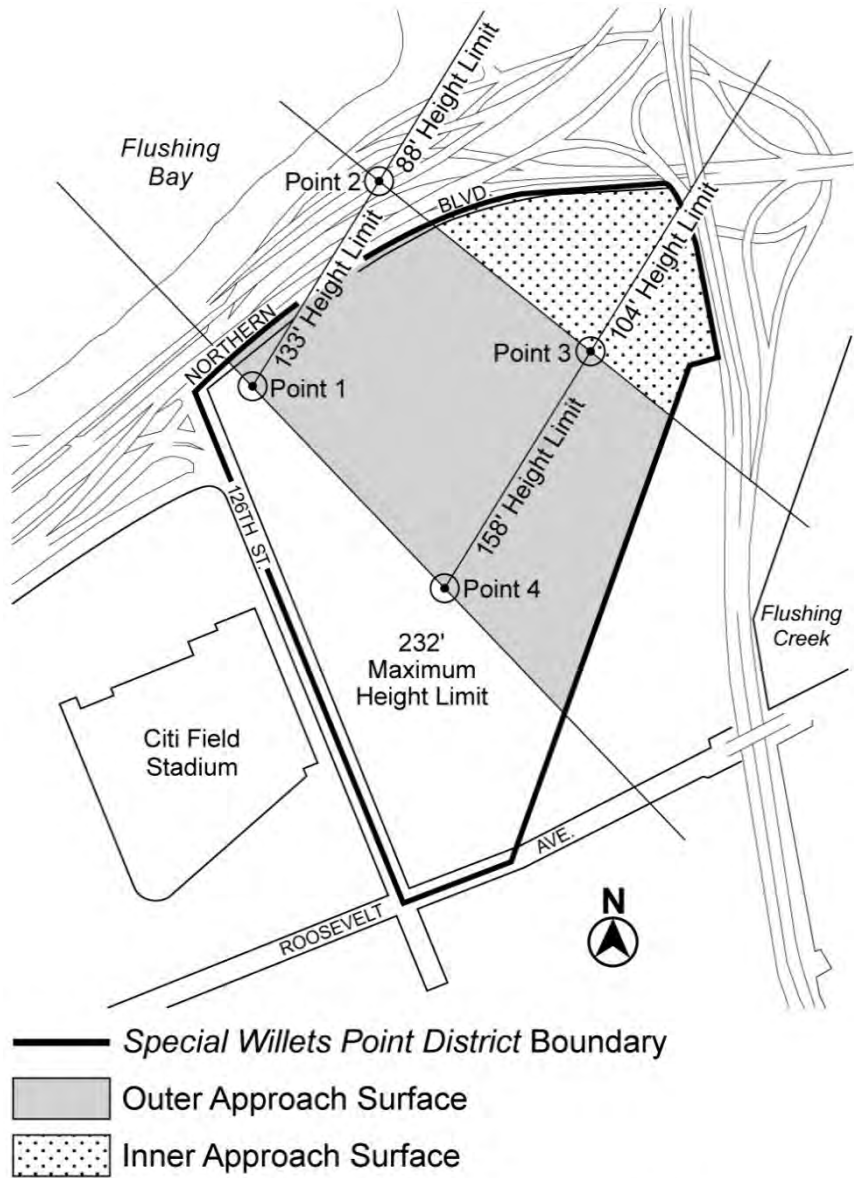 Flushing
Bay
88' Height Limit
Point 2
BLVD.
104' Height Limit
133' Height Limit
NORTHERN
Point 3
Point 1
126TH ST.
158' Height Limit
Point 4
Flushing
Creek
232'
Maximum
Height Limit
Citi Field
Stadium
AVE.
ROOSEVELT
N
Special Willets Point District Boundary
Outer Approach Surface
Inner Approach Surface